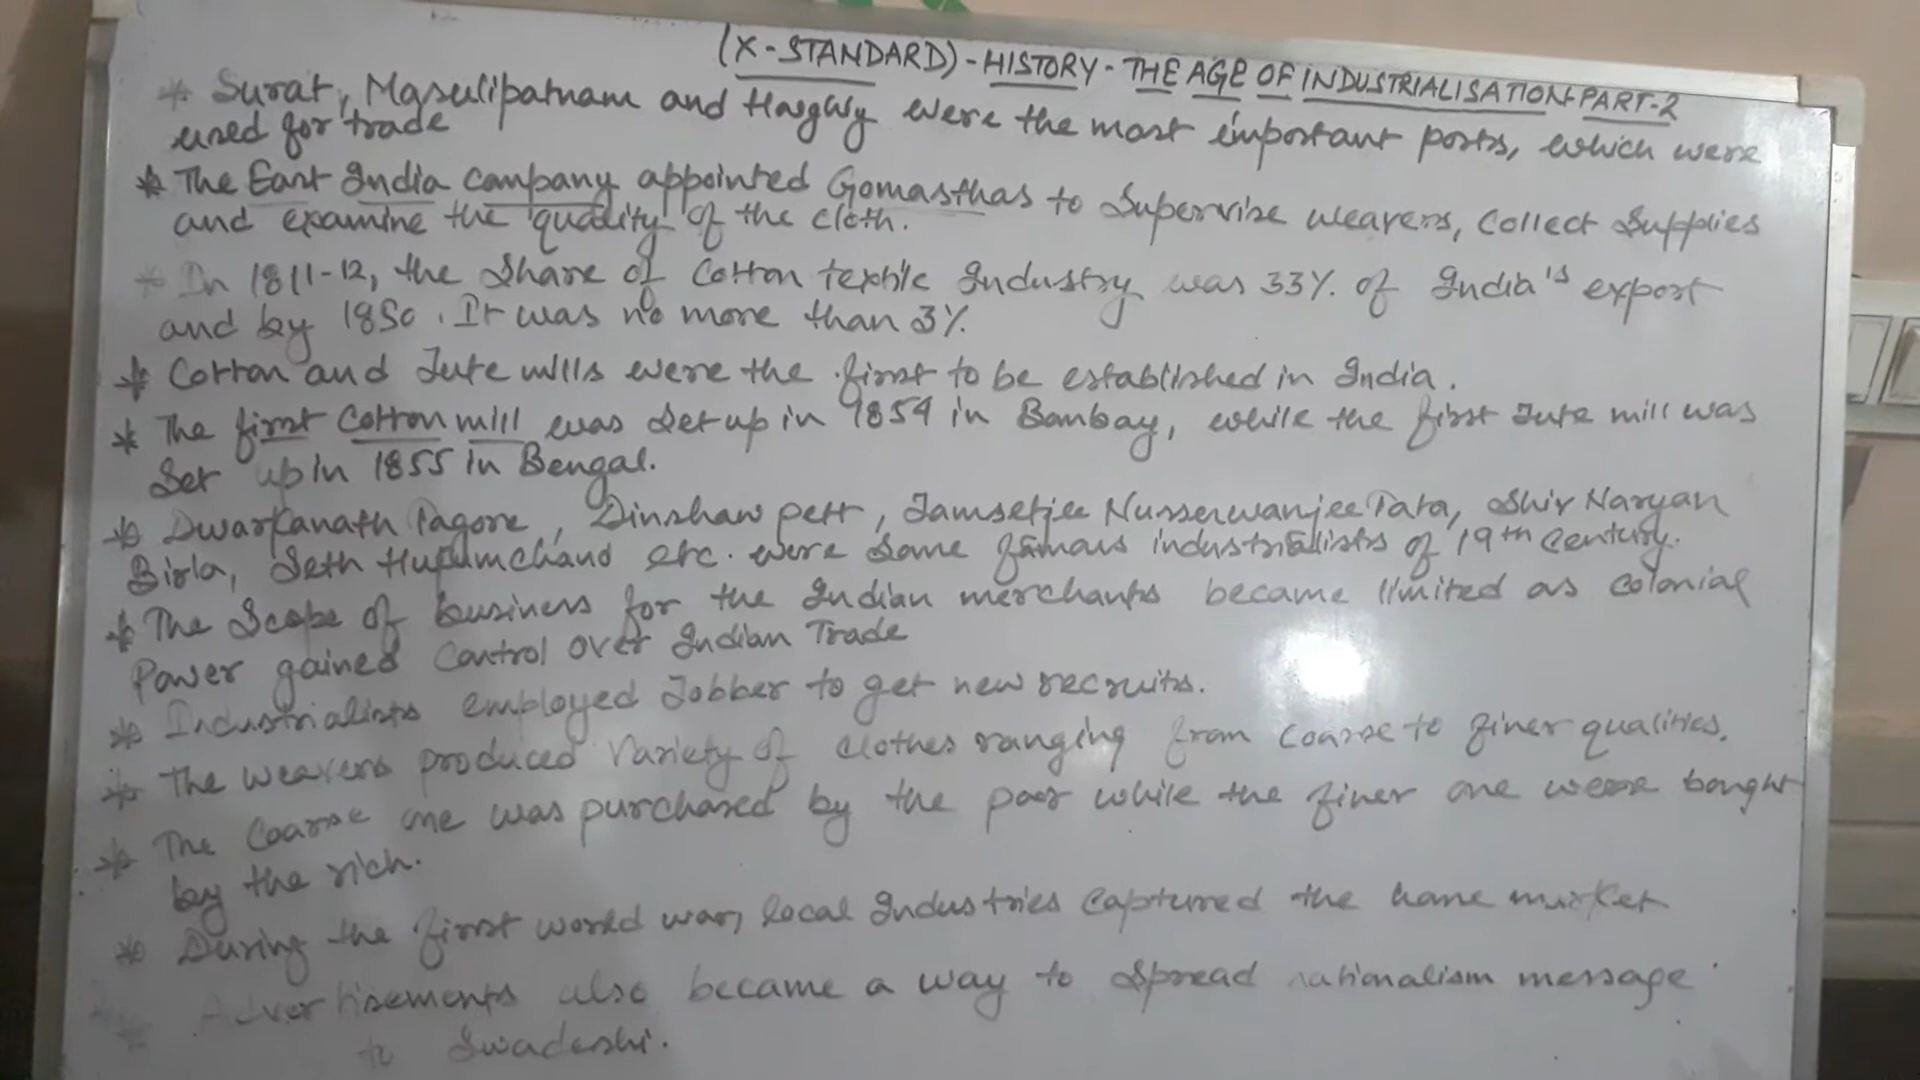 (X-STANDARD)-HISTORY-THE AGE OF INDUSTRIALISATION-PART-2
* Surat, Masulipatnam and Hoogly were the most important ports, which were
used for trade
* The East India company appointed Gomasthas to Supervise weavers, collect Supplies
and examine the quality of the cloth.
* In 1811-12, the Share of Cotton textile Industry was 33% of India's export
and by 1850. It was no more than 3%.
* Cotton and Jute mills were the first to be established in India.
* The first Cotton mill was Set up in 1854 in Bombay, while the first Jute mill was
Set up in 1855 in Bengal.
* Dwarkanath Tagore, Dinshaw pett, Jamsetjee Nusserwanjee Tata, Shiv Naryan
Birla, Seth Hukumchand etc. were Some famous industrialists of 19th Century.
* The Scope of business for the Indian merchants became limited as colonial
Power gained Control over Indian Trade
* Industrialists employed Jobber to get new recruits.
* The weavers produced Variety of clothes ranging from Coarse to finer qualities.
* The Coarse one was purchased by the poor while the finer one were bought
by the rich.
* During the first world war, local Industries Captured the home market
* Advertisements also became a way to Spread nationalism message
to Swadeshi.